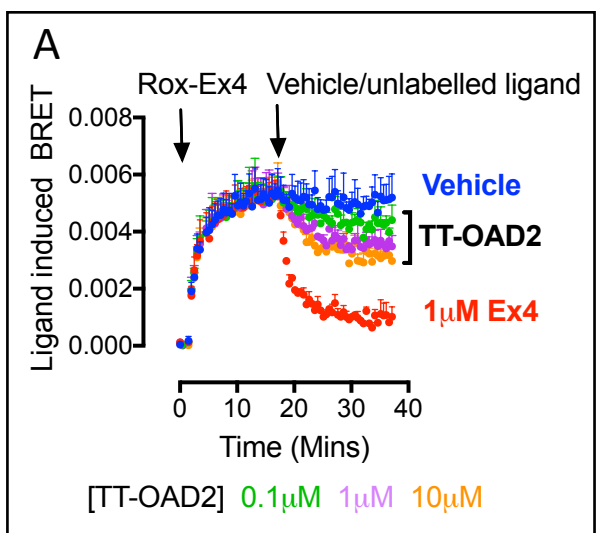 A
Rox-Ex4 Vehicle/unlabelled ligand
Ligand induced BRET
0.008
0.006
0.004
0.002
0.000
Vehicle
TT-OAD2
1μM Ex4
0 10 20 30 40
Time (Mins)
[TT-OAD2] 0.1μM 1μM 10μM